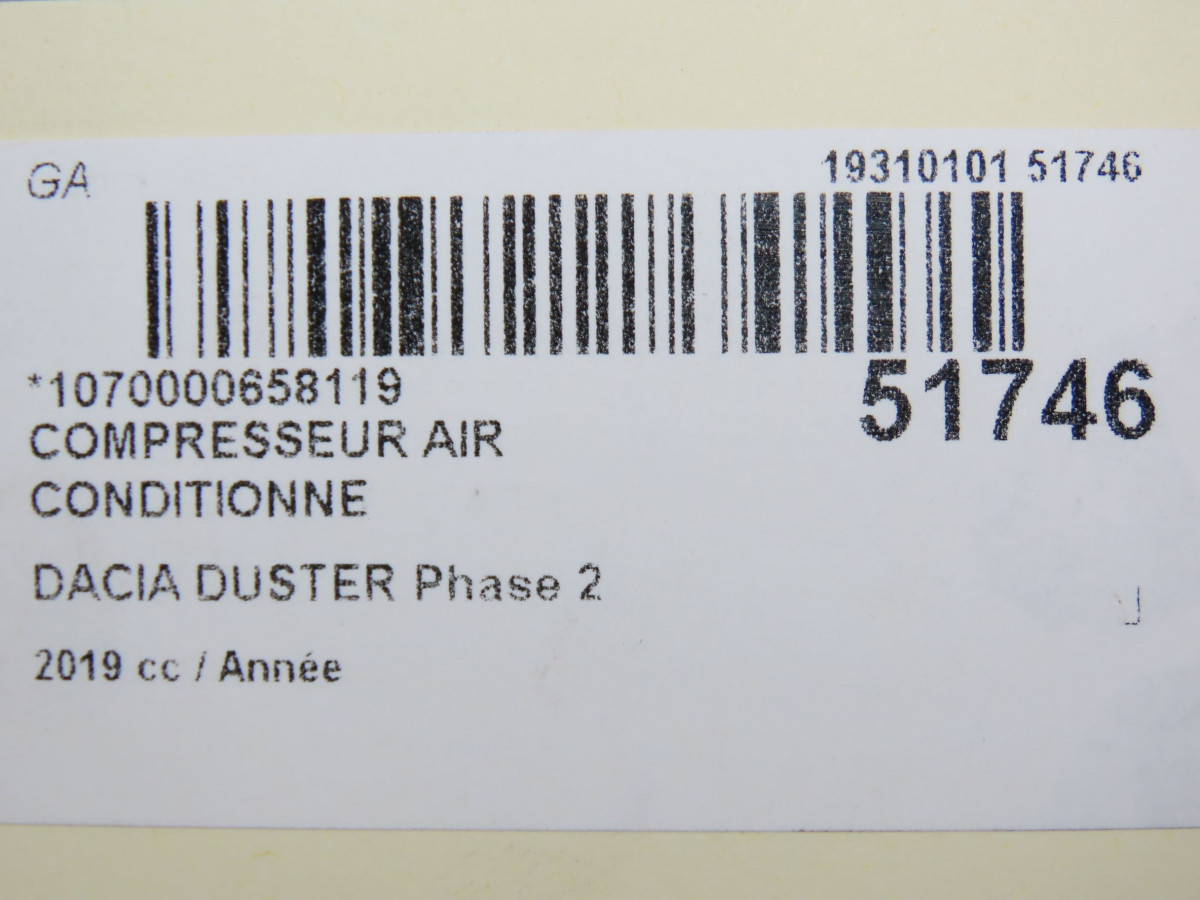 GA
19310101 51746
*1070000658119
51746
COMPRESSEUR AIR
CONDITIONNE
DACIA DUSTER Phase 2
2019 cc / Année